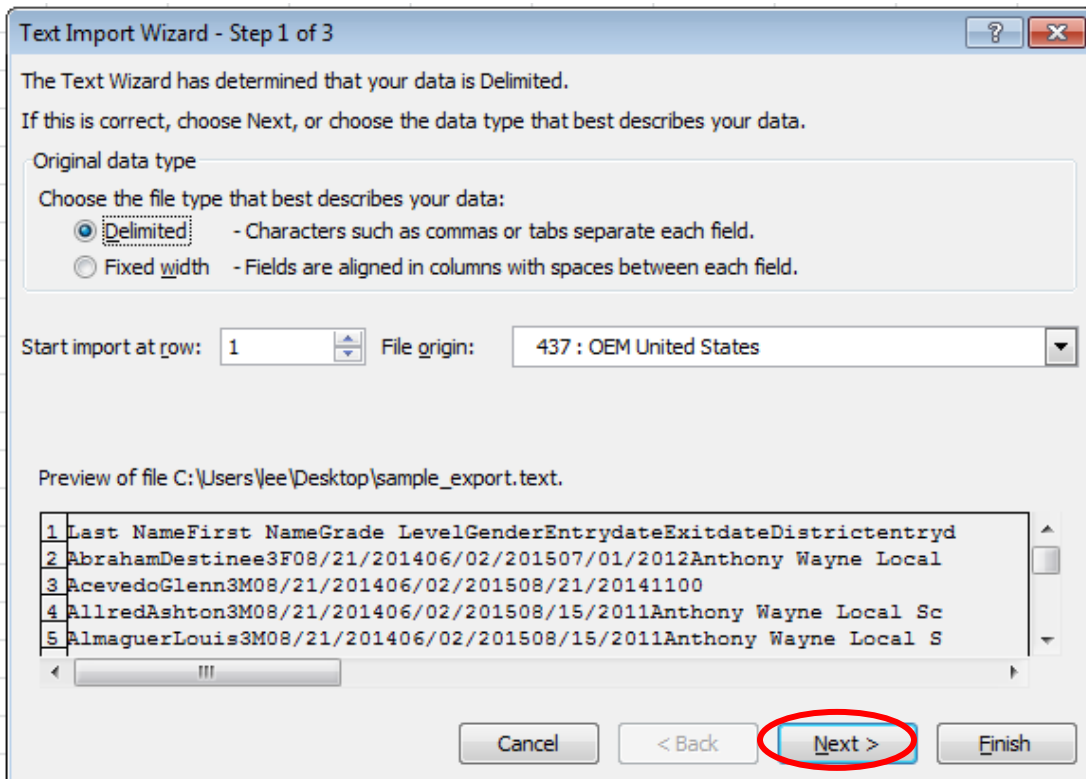 Text Import Wizard - Step 1 of 3
The Text Wizard has determined that your data is Delimited.
If this is correct, choose Next, or choose the data type that best describes your data.
Original data type
Choose the file type that best describes your data:
Delimited - Characters such as commas or tabs separate each field.
Fixed width - Fields are aligned in columns with spaces between each field.
Start import at row: 1 File origin: 437 : OEM United States
Preview of file C:\Users\lee\Desktop\sample_export.text.
1 Last NameFirst NameGrade LevelGenderEntrydateExitdateDistrictentryd
2 AbrahamDestinee3F08/21/201406/02/201507/01/2012Anthony Wayne Local
3 AcevedoGlenn3M08/21/201406/02/201508/21/20141100
4 AllredAshton3M08/21/201406/02/201508/15/2011Anthony Wayne Local Sc
5 AlmaguerLouis3M08/21/201406/02/201508/15/2011Anthony Wayne Local S
Cancel < Back Next > Finish